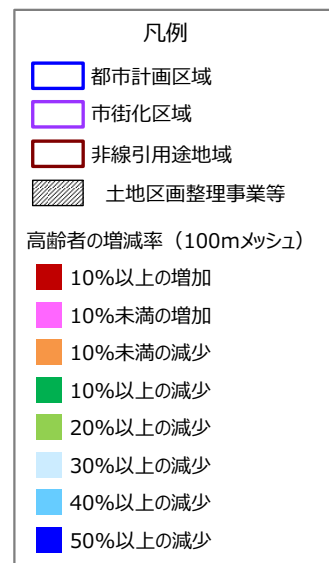 凡例
都市計画区域
市街化区域
非線引用途地域
土地区画整理事業等
高齢者の増減率（100mメッシュ）
10%以上の増加
10%未満の増加
10%未満の減少
10%以上の減少
20%以上の減少
30%以上の減少
40%以上の減少
50%以上の減少